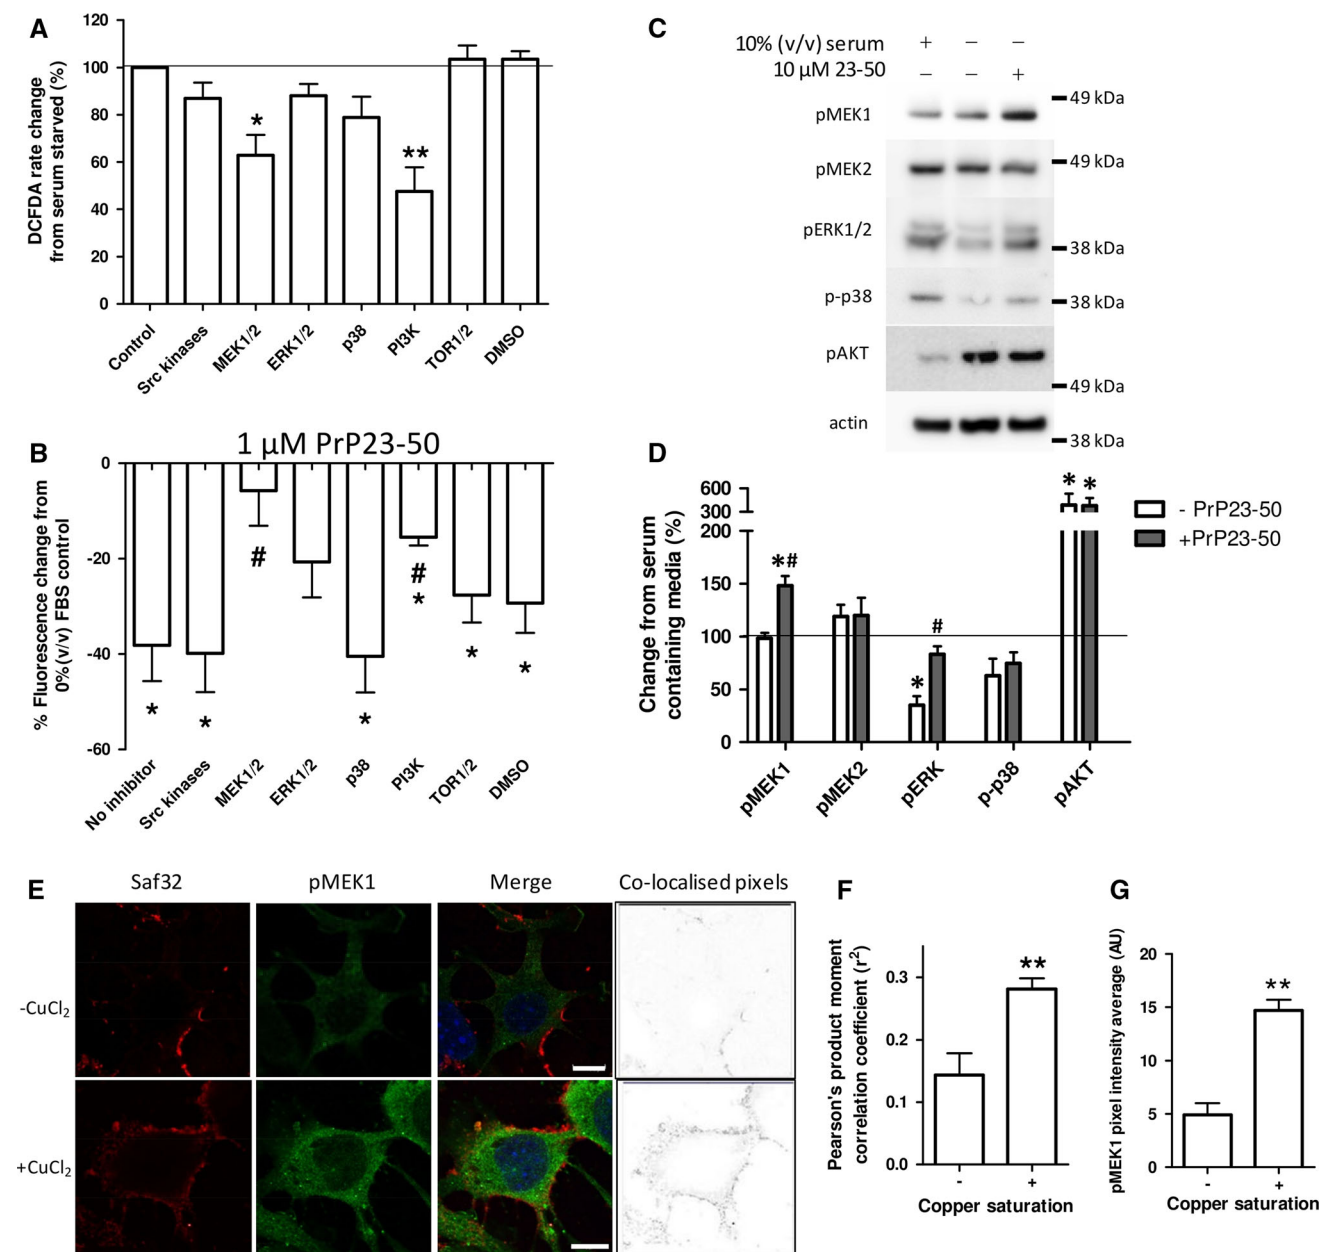 A
120
100
80
60
40
20
0
DCFDA rate change
from serum starved (%)
*
**
Control
Src kinases
MEK1/2
ERK1/2
p38
PI3K
TOR1/2
DMSO
B
1 µM PrP23-50
0
-20
-40
-60
% Fluorescence change from
0%(v/v) FBS control
* * # * # * * *
No inhibitor
Src kinases
MEK1/2
ERK1/2
p38
PI3K
TOR1/2
DMSO
C
10% (v/v) serum + – –
10 µM 23-50 – – +
pMEK1
49 kDa
pMEK2
49 kDa
pERK1/2
38 kDa
p-p38
38 kDa
pAKT
49 kDa
actin
38 kDa
D
600
300
200
150
100
50
0
Change from serum
containing media (%)
*#
*
#
* *
pMEK1
pMEK2
pERK
p-p38
pAKT
- PrP23-50
+PrP23-50
E
Saf32
pMEK1
Merge
Co-localised pixels
-CuCl2
+CuCl2
F
0.3
0.2
0.1
0.0
Pearson's product moment
correlation coefficient (r²)
**
- +
Copper saturation
G
20
15
10
5
0
pMEK1 pixel intensity average (AU)
**
- +
Copper saturation